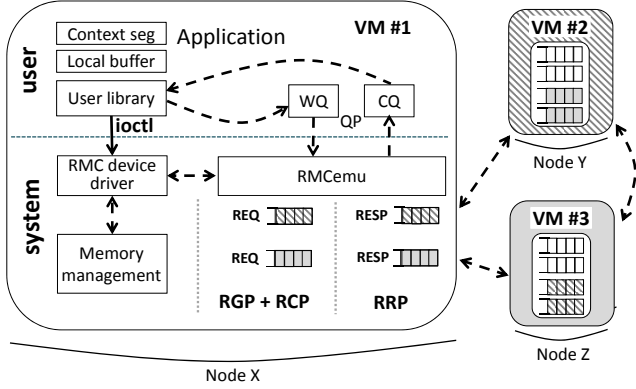 VM #1
Application
user
Context seg
Local buffer
User library
WQ
CQ
QP
ioctl
system
RMC device
driver
RMCemu
Memory
management
REQ
RESP
REQ
RESP
RGP + RCP
RRP
Node X
VM #2
Node Y
VM #3
Node Z